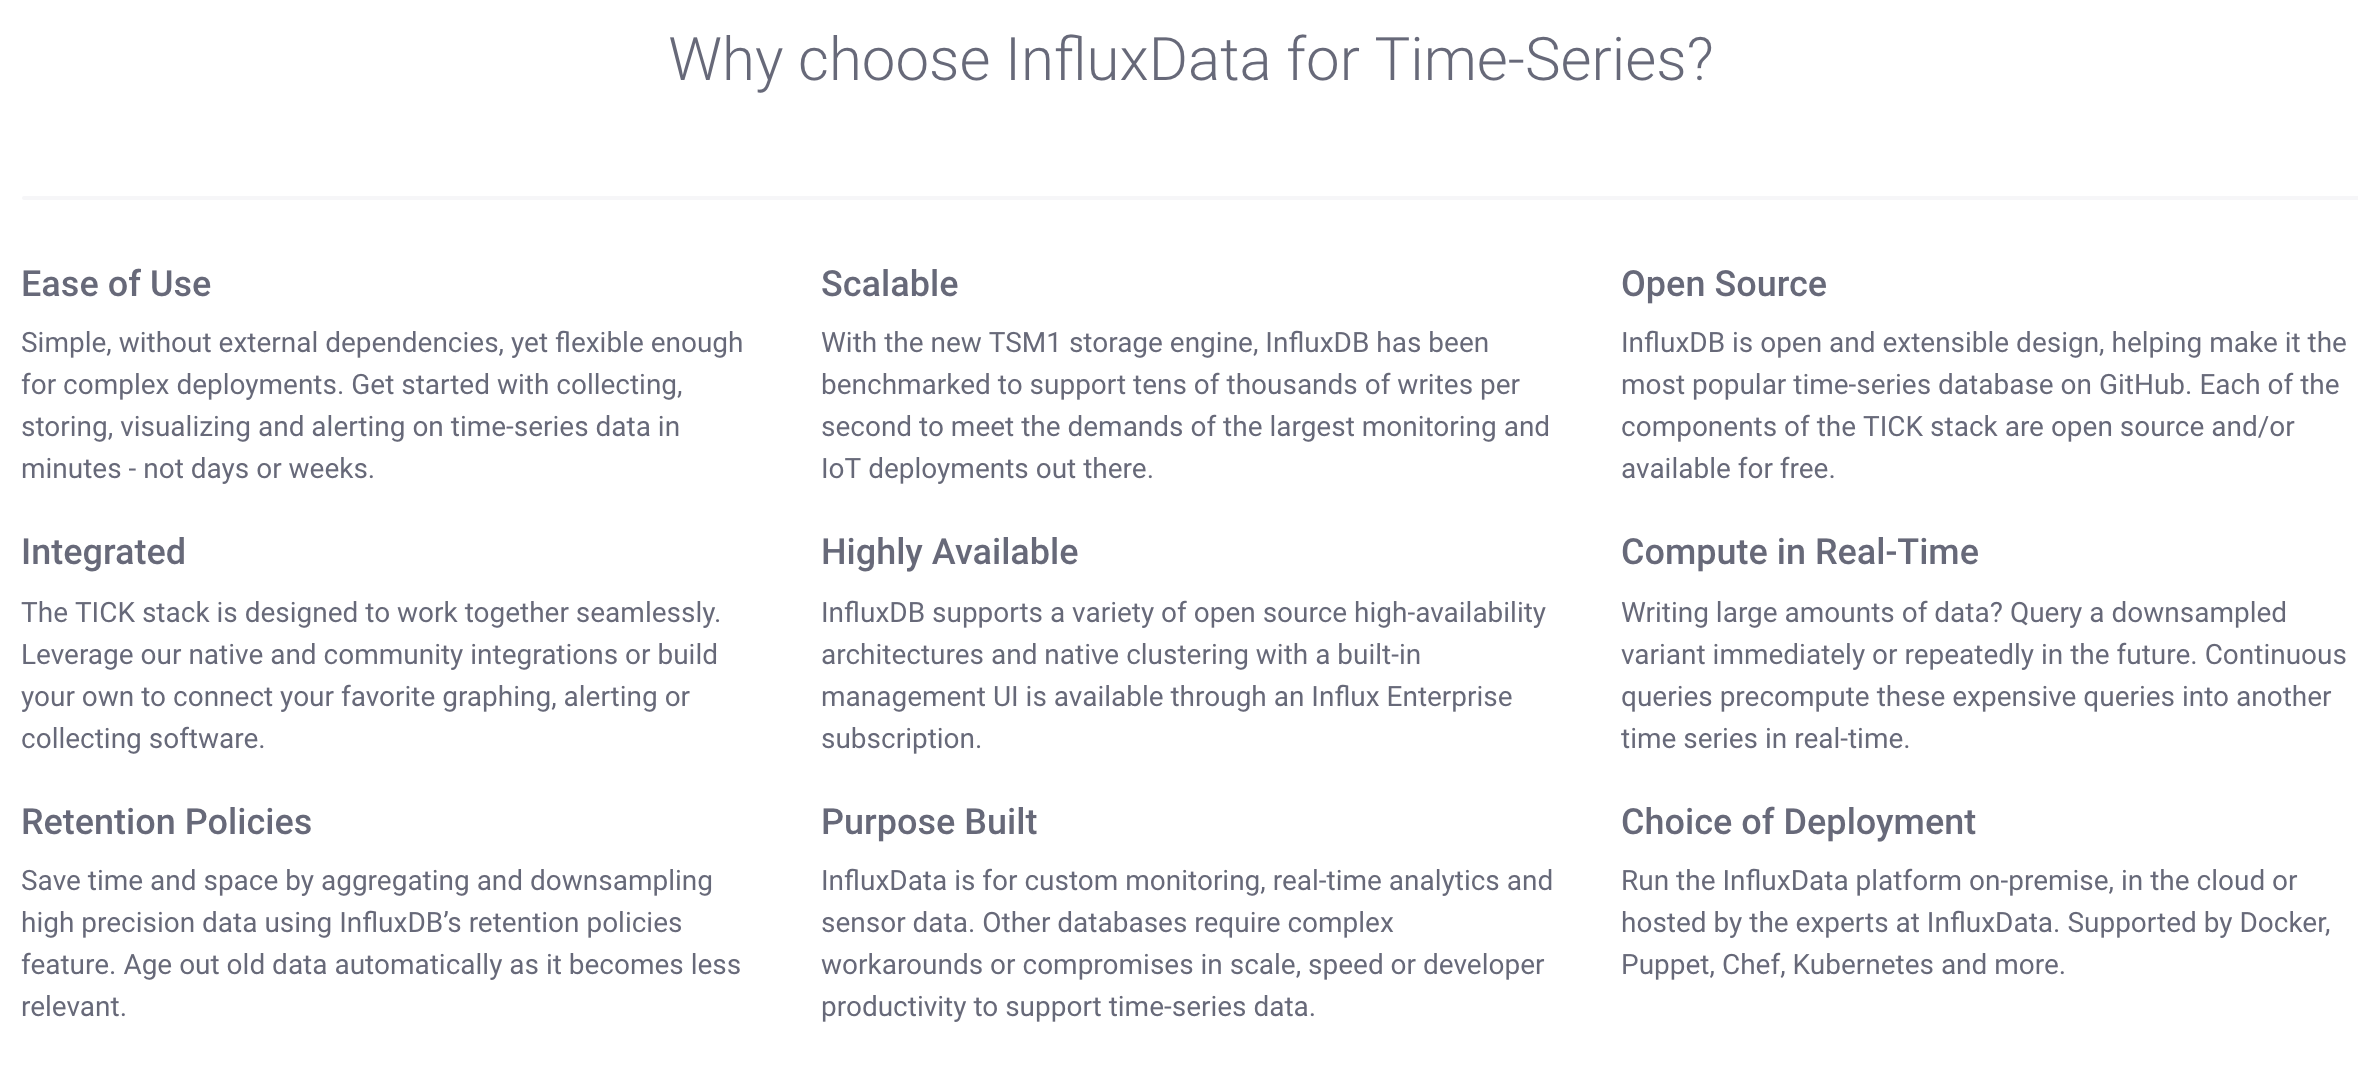 Why choose InfluxData for Time-Series?
Ease of Use
Simple, without external dependencies, yet flexible enough
for complex deployments. Get started with collecting,
storing, visualizing and alerting on time-series data in
minutes - not days or weeks.
Scalable
With the new TSM1 storage engine, InfluxDB has been
benchmarked to support tens of thousands of writes per
second to meet the demands of the largest monitoring and
IoT deployments out there.
Open Source
InfluxDB is open and extensible design, helping make it the
most popular time-series database on GitHub. Each of the
components of the TICK stack are open source and/or
available for free.
Integrated
The TICK stack is designed to work together seamlessly.
Leverage our native and community integrations or build
your own to connect your favorite graphing, alerting or
collecting software.
Highly Available
InfluxDB supports a variety of open source high-availability
architectures and native clustering with a built-in
management UI is available through an Influx Enterprise
subscription.
Compute in Real-Time
Writing large amounts of data? Query a downsampled
variant immediately or repeatedly in the future. Continuous
queries precompute these expensive queries into another
time series in real-time.
Retention Policies
Save time and space by aggregating and downsampling
high precision data using InfluxDB’s retention policies
feature. Age out old data automatically as it becomes less
relevant.
Purpose Built
InfluxData is for custom monitoring, real-time analytics and
sensor data. Other databases require complex
workarounds or compromises in scale, speed or developer
productivity to support time-series data.
Choice of Deployment
Run the InfluxData platform on-premise, in the cloud or
hosted by the experts at InfluxData. Supported by Docker,
Puppet, Chef, Kubernetes and more.